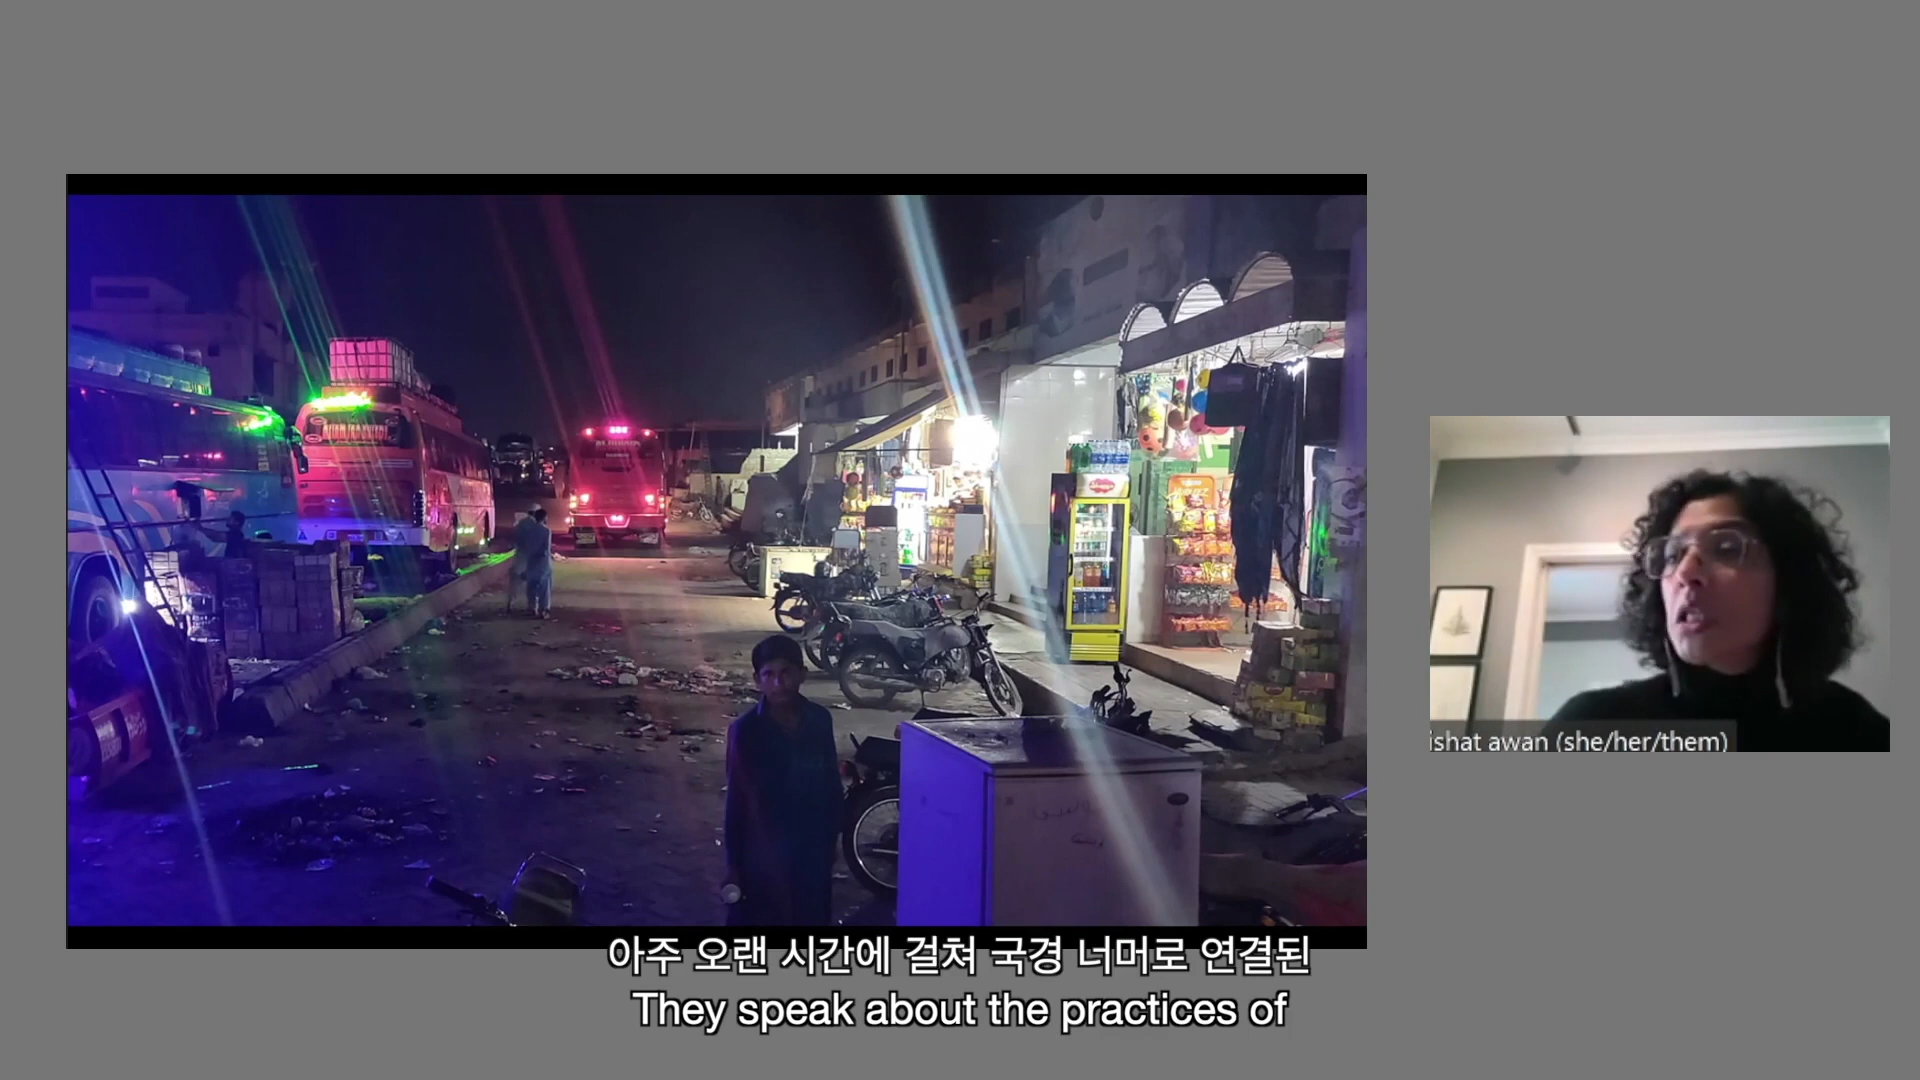 ishat awan (she/her/them)
아주 오랜 시간에 걸쳐 국경 너머로 연결된
They speak about the practices of